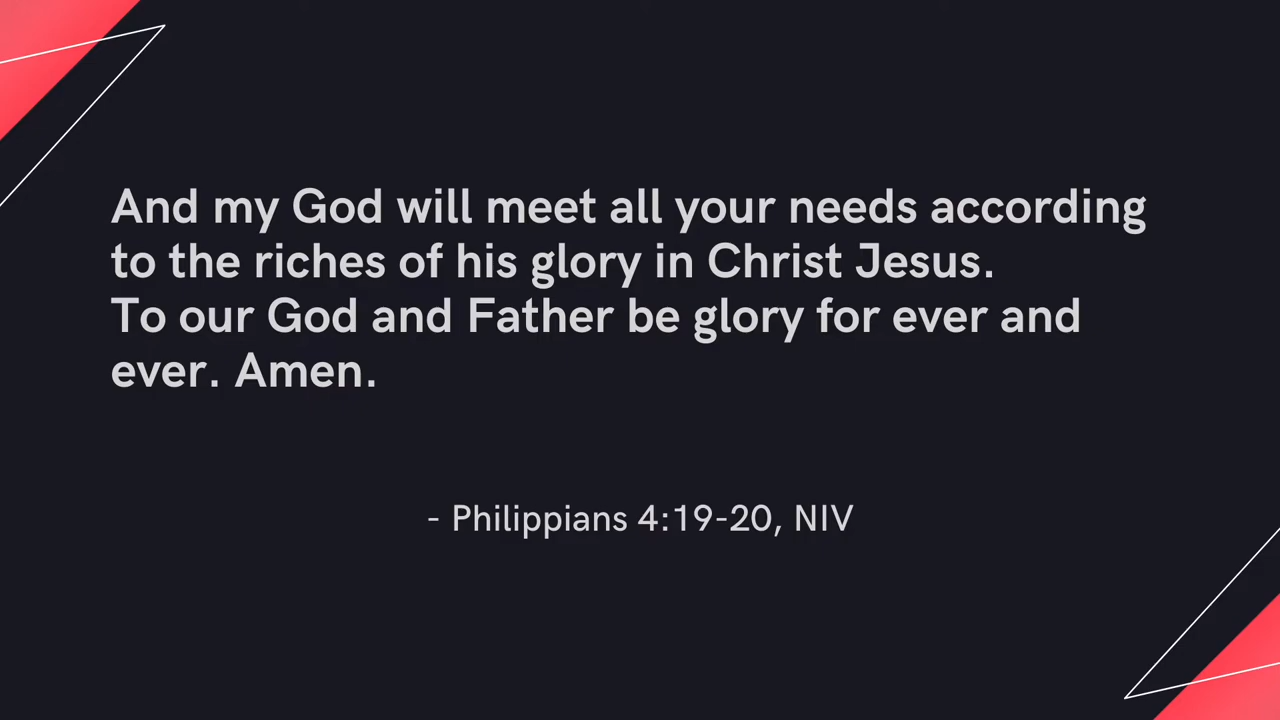 And my God will meet all your needs according
to the riches of his glory in Christ Jesus.
To our God and Father be glory for ever and
ever. Amen.
- Philippians 4:19-20, NIV